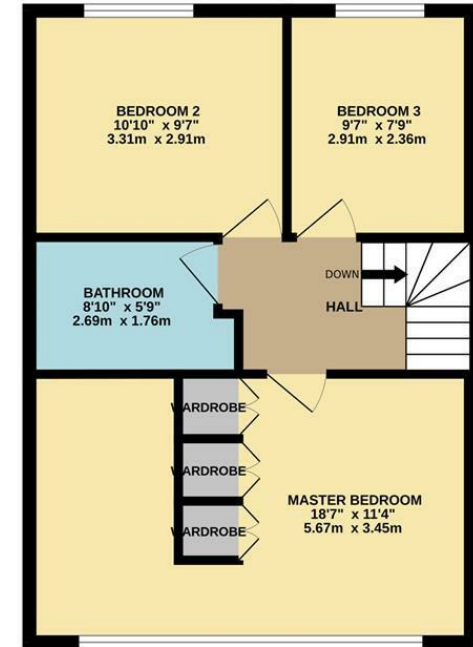 BEDROOM 2
10'10" x 9'7"
3.31m x 2.91m
BEDROOM 3
9'7" x 7'9"
2.91m x 2.36m
BATHROOM
8'10" x 5'9"
2.69m x 1.76m
DOWN
HALL
WARDROBE
WARDROBE
WARDROBE
MASTER BEDROOM
18'7" x 11'4"
5.67m x 3.45m